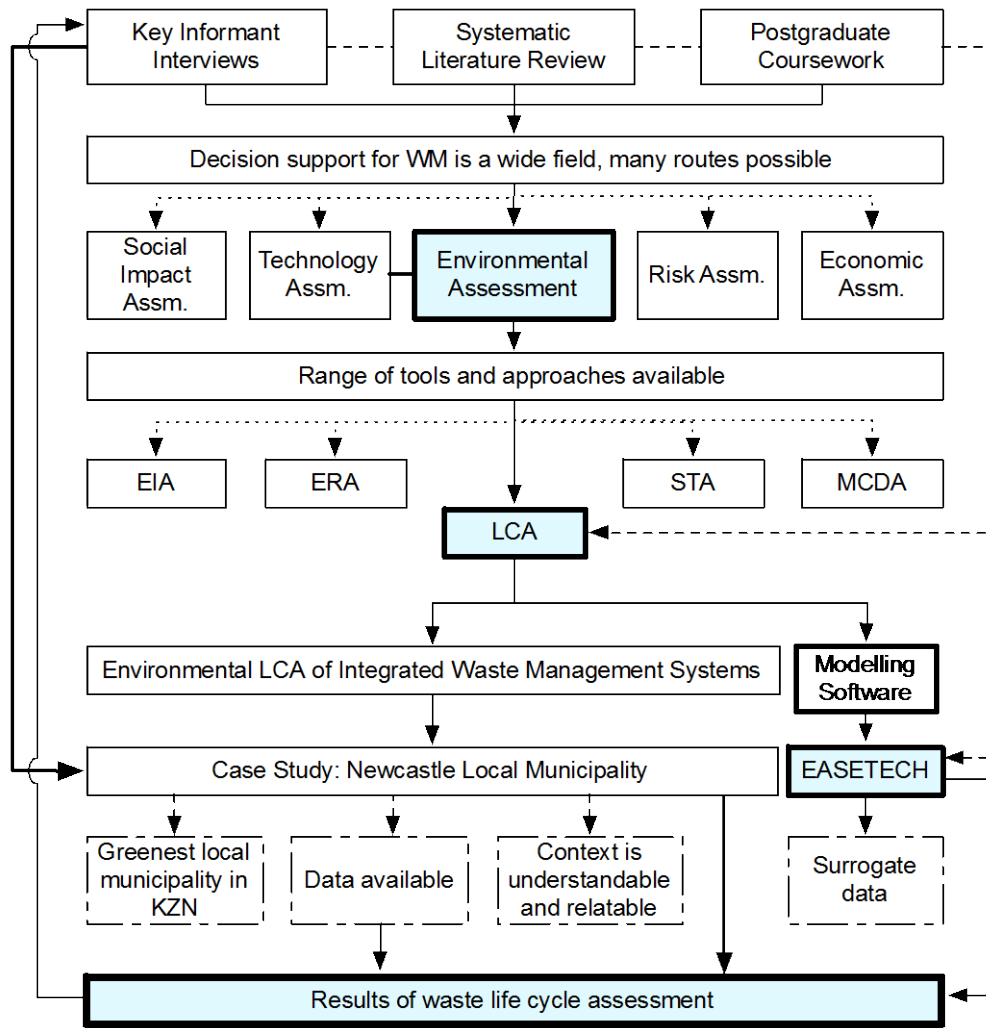 Key Informant
Interviews
Systematic
Literature Review
Postgraduate
Coursework
Decision support for WM is a wide field, many routes possible
Social
Impact
Assm.
Technology
Assm.
Environmental
Assessment
Risk Assm.
Economic
Assm.
Range of tools and approaches available
EIA
ERA
STA
MCDA
LCA
Environmental LCA of Integrated Waste Management Systems
Modelling
Software
Case Study: Newcastle Local Municipality
EASETECH
Greenest local
municipality in
KZN
Data available
Context is
understandable
and relatable
Surrogate
data
Results of waste life cycle assessment